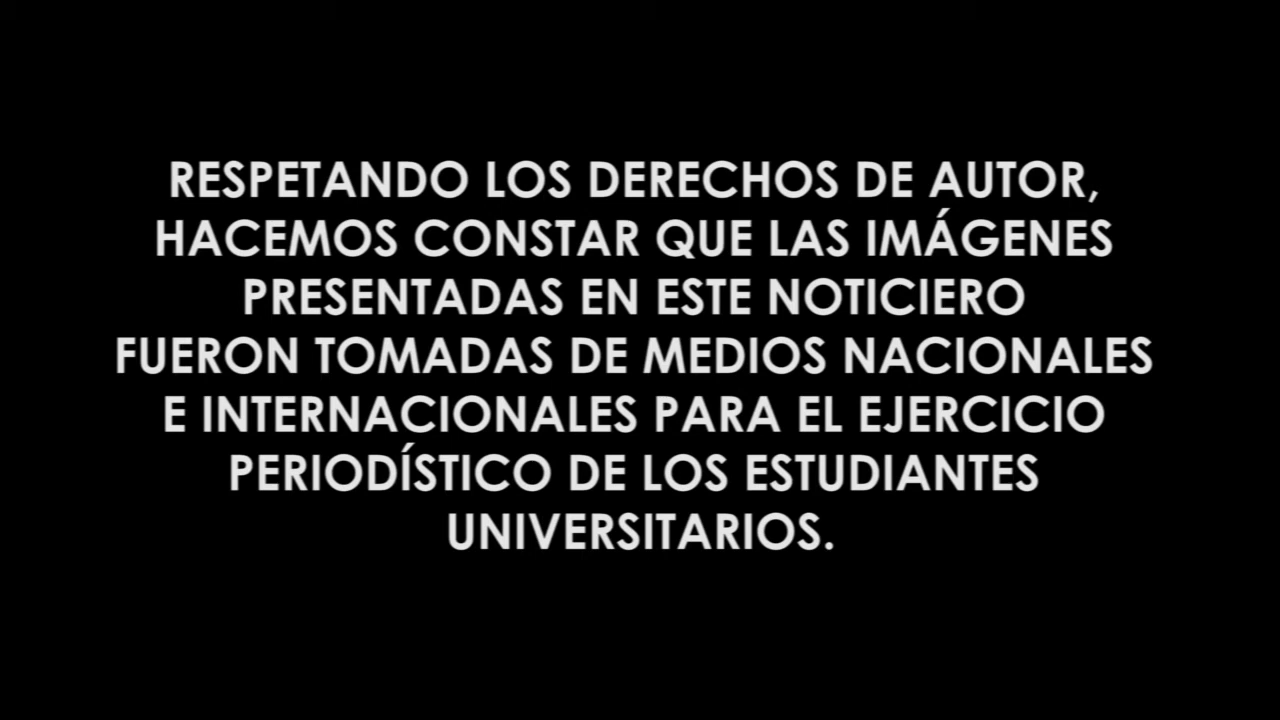 RESPETANDO LOS DERECHOS DE AUTOR,
HACEMOS CONSTAR QUE LAS IMÁGENES
PRESENTADAS EN ESTE NOTICIERO
FUERON TOMADAS DE MEDIOS NACIONALES
E INTERNACIONALES PARA EL EJERCICIO
PERIODÍSTICO DE LOS ESTUDIANTES
UNIVERSITARIOS.